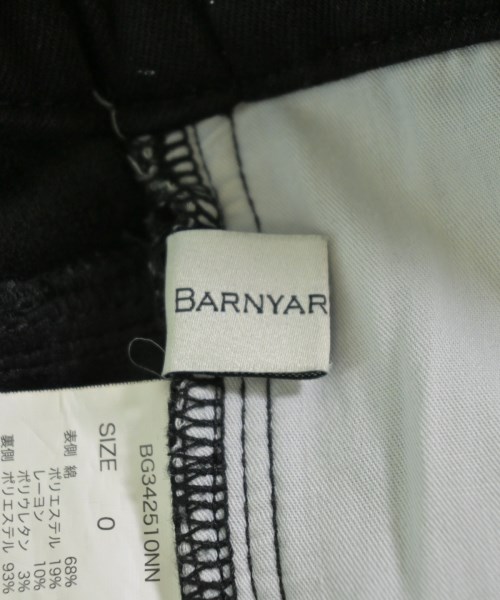 BARNYAR
BG342510NN
SIZE 0
表側 綿 68%
ポリエステル 19%
レーヨン 10%
ポリウレタン 3%
裏側 ポリエステル 93%